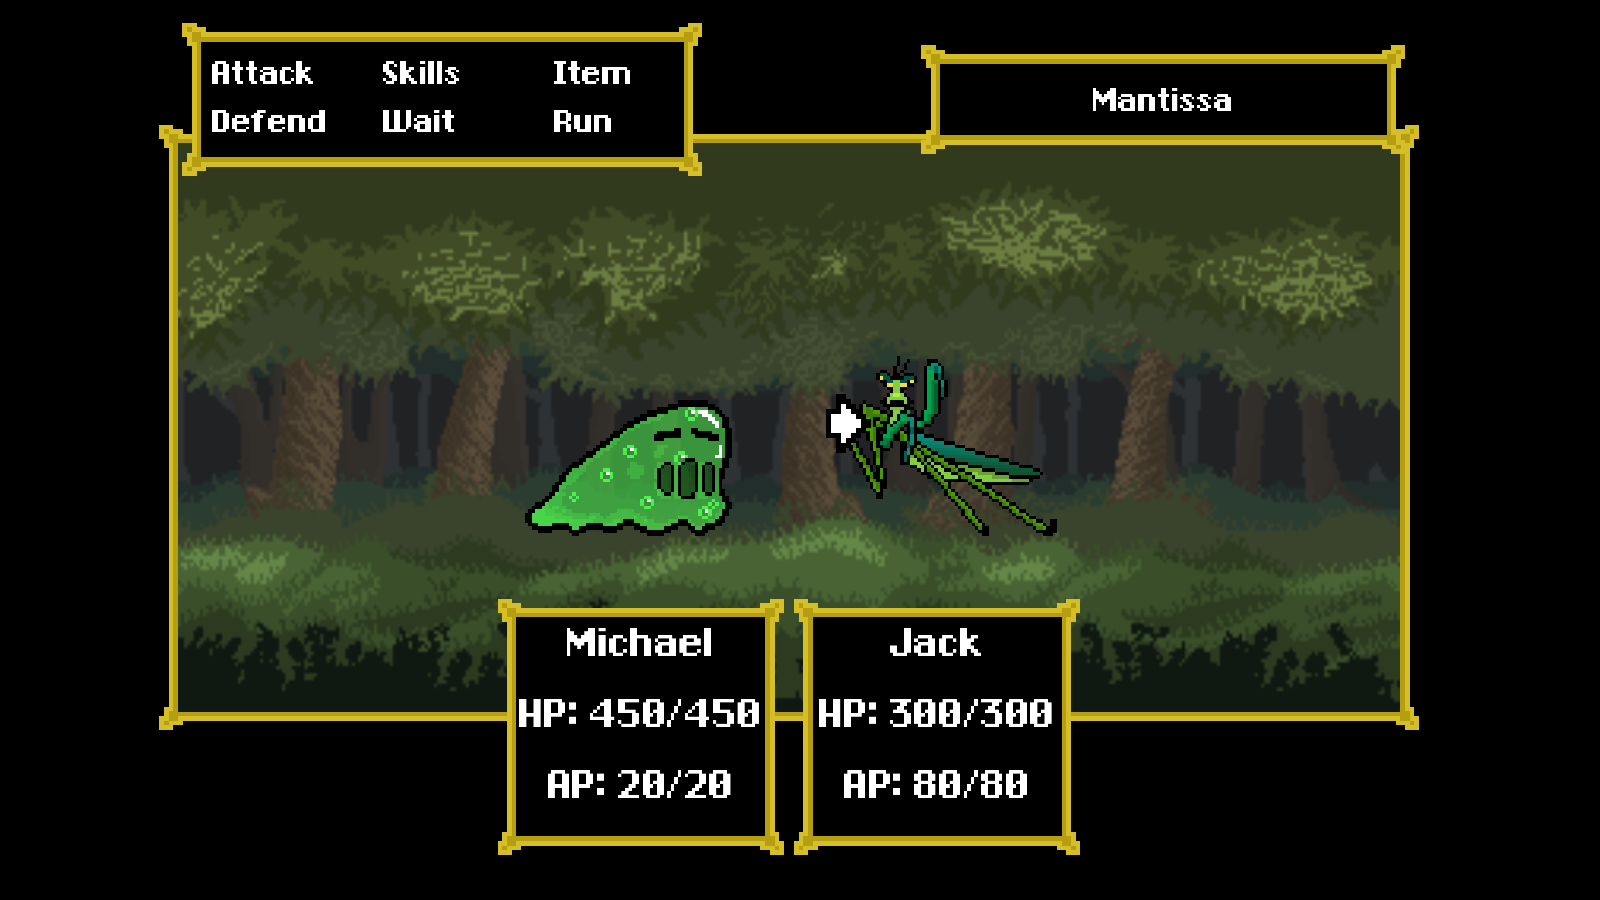 Attack Skills Item
Defend Wait Run
Mantissa
Michael
HP: 450/450
AP: 20/20
Jack
HP: 300/300
AP: 80/80